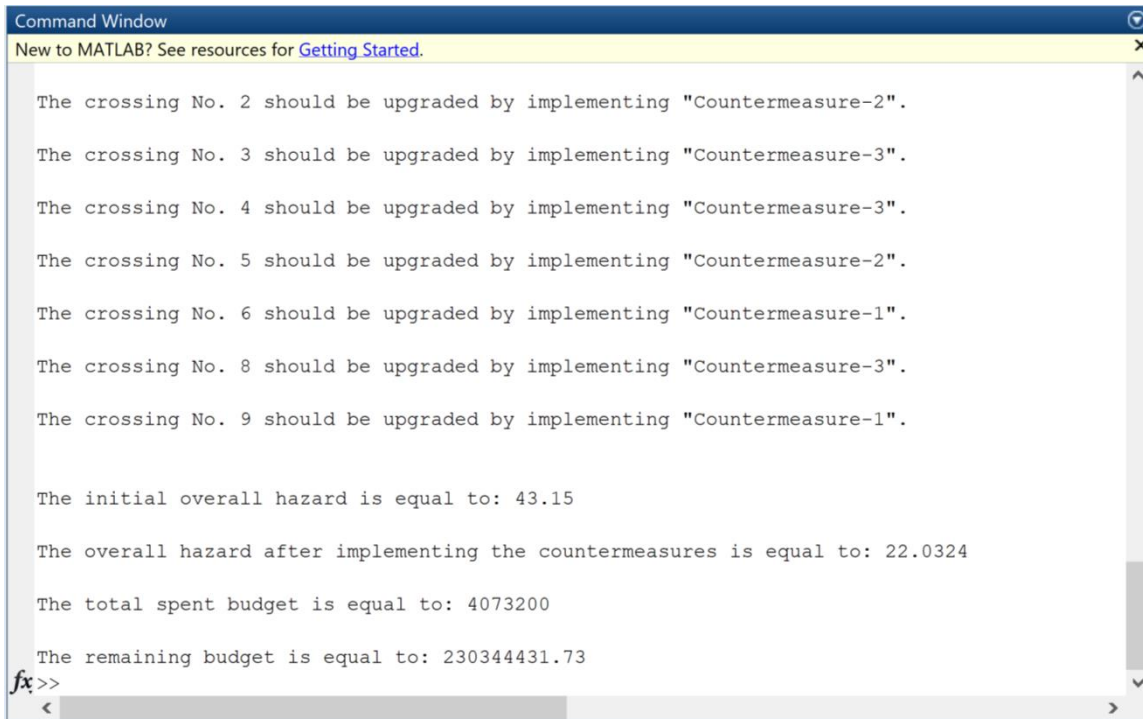 Command Window
New to MATLAB? See resources for Getting Started.
The crossing No. 2 should be upgraded by implementing "Countermeasure-2".
The crossing No. 3 should be upgraded by implementing "Countermeasure-3".
The crossing No. 4 should be upgraded by implementing "Countermeasure-3".
The crossing No. 5 should be upgraded by implementing "Countermeasure-2".
The crossing No. 6 should be upgraded by implementing "Countermeasure-1".
The crossing No. 8 should be upgraded by implementing "Countermeasure-3".
The crossing No. 9 should be upgraded by implementing "Countermeasure-1".
The initial overall hazard is equal to: 43.15
The overall hazard after implementing the countermeasures is equal to: 22.0324
The total spent budget is equal to: 4073200
The remaining budget is equal to: 230344431.73
fx >>